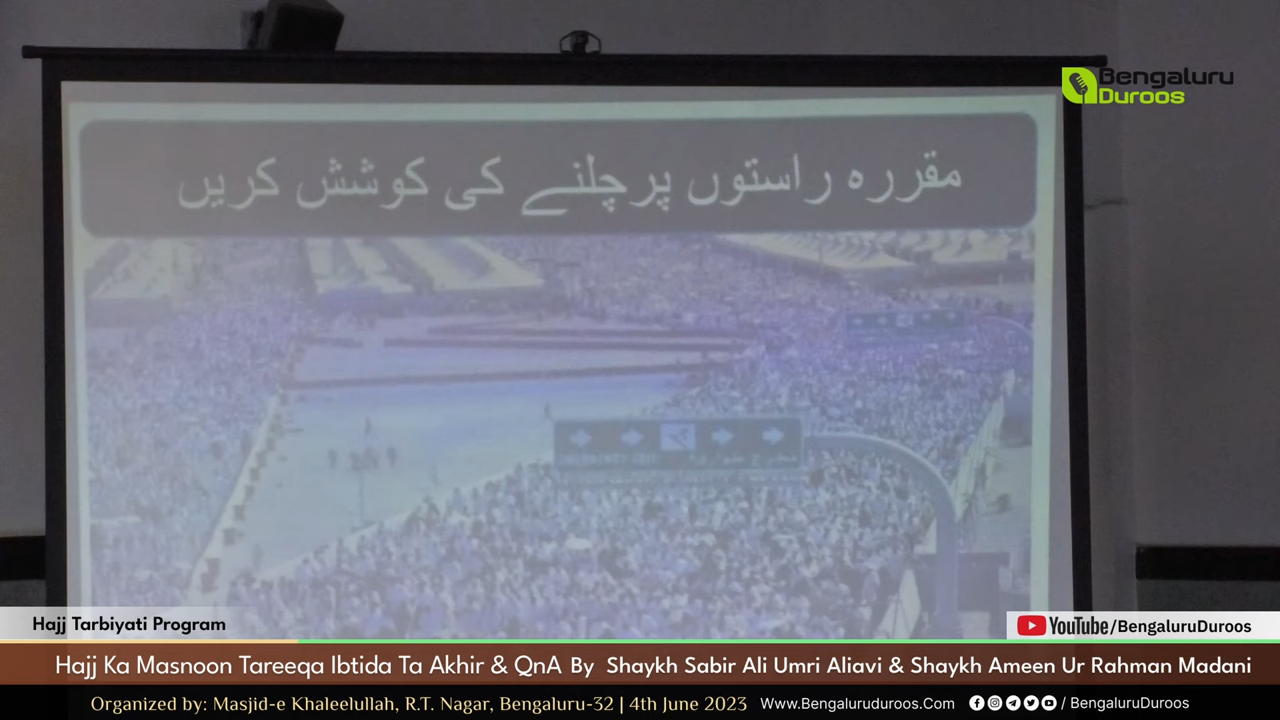 Bengaluru
Duroos
مقررہ راستوں پر چلنے کی کوشش کریں
Hajj Tarbiyati Program
YouTube/BengaluruDuroos
Hajj Ka Masnoon Tareeqa Ibtida Ta Akhir & QnA By Shaykh Sabir Ali Umri Aliavi & Shaykh Ameen Ur Rahman Madani
Organized by: Masjid-e Khaleelullah, R.T. Nagar, Bengaluru-32 | 4th June 2023 Www.Bengaluruduroos.Com / BengaluruDuroos